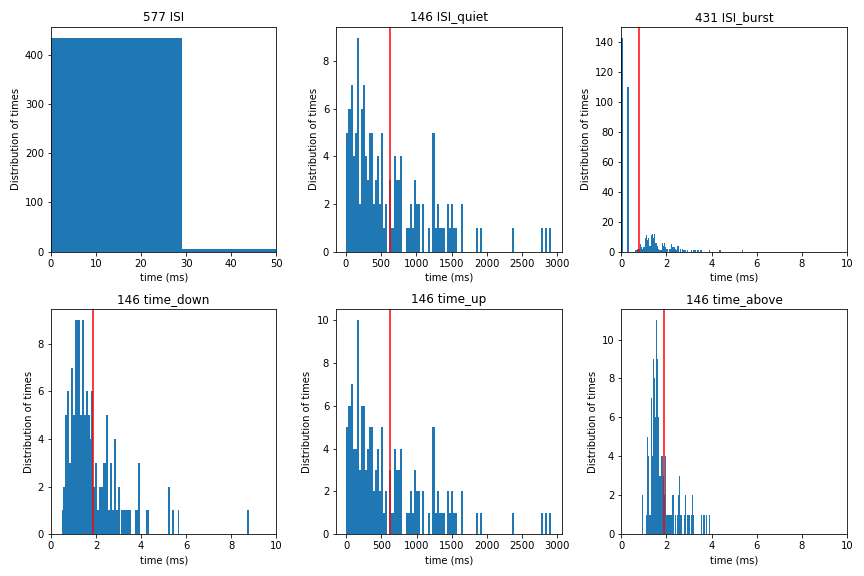 577 ISI
146 ISI_quiet
431 ISI_burst
Distribution of times
400
300
200
100
0
0 10 20 30 40 50
time (ms)
Distribution of times
8
6
4
2
0
0 500 1000 1500 2000 2500 3000
time (ms)
Distribution of times
140
120
100
80
60
40
20
0
0 2 4 6 8 10
time (ms)
146 time_down
146 time_up
146 time_above
Distribution of times
8
6
4
2
0
0 2 4 6 8 10
time (ms)
Distribution of times
10
8
6
4
2
0
0 500 1000 1500 2000 2500 3000
time (ms)
Distribution of times
10
8
6
4
2
0
0 2 4 6 8 10
time (ms)